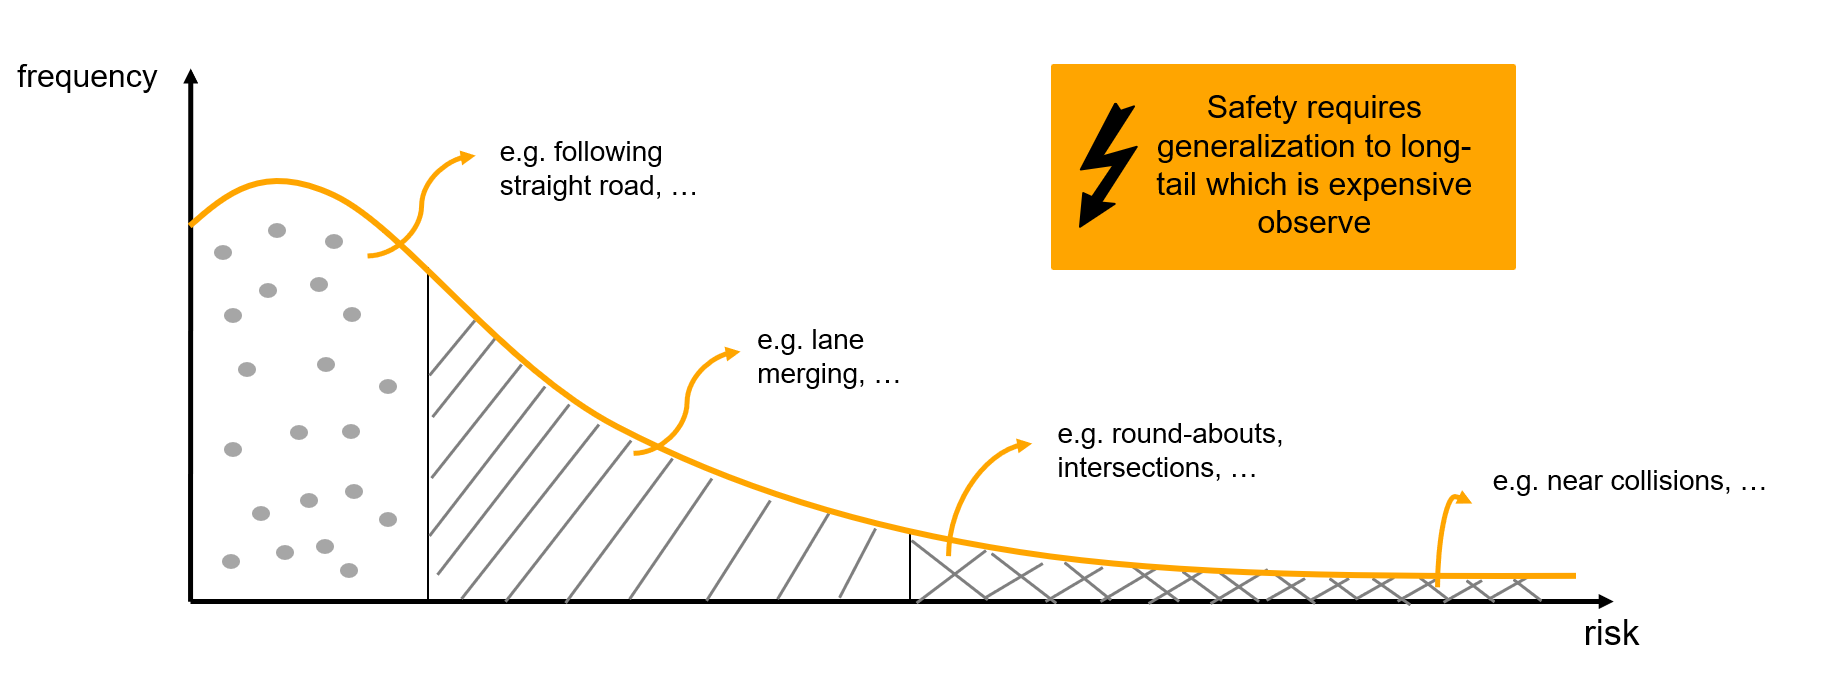 frequency
Safety requires
generalization to long-
tail which is expensive
observe
e.g. following
straight road, …
e.g. lane
merging, …
e.g. round-abouts,
intersections, …
e.g. near collisions, …
risk